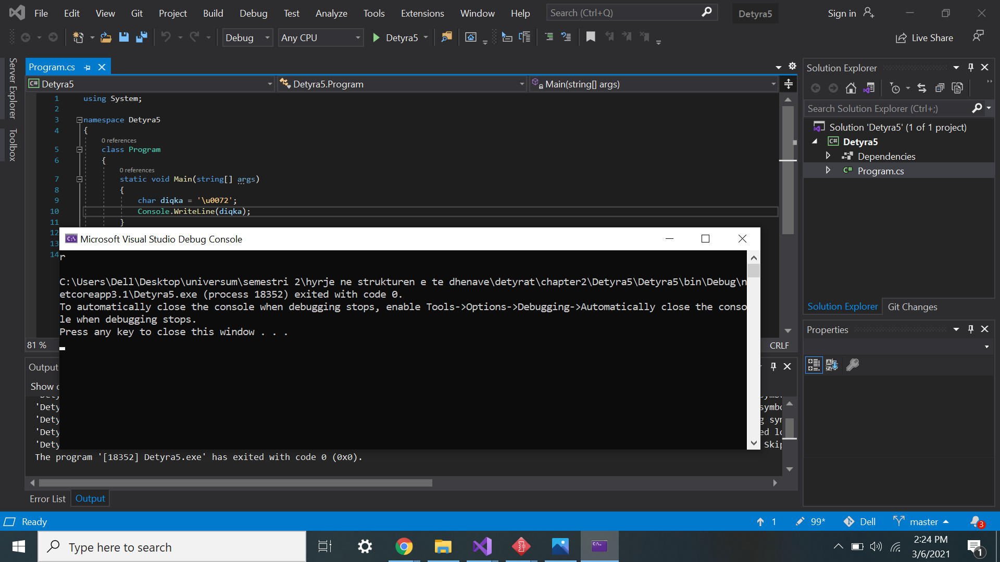 File Edit View Git Project Build Debug Test Analyze Tools Extensions Window Help Search (Ctrl+Q) Detyra5 Sign in
Debug Any CPU Detyra5 Live Share
Server Explorer
Toolbox
Program.cs
Detyra5 Detyra5.Program Main(string[] args)
1 using System;
2
3 namespace Detyra5
4 {
0 references
5 class Program
6 {
0 references
7 static void Main(string[] args)
8 {
9 char diqka = '\u0072';
10 Console.WriteLine(diqka);
11 }
12
13
14
81 %
CRLF
Microsoft Visual Studio Debug Console
r
C:\Users\Dell\Desktop\universum\semestri 2\hyrje ne strukturen e te dhenave\detyrat\chapter2\Detyra5\Detyra5\bin\Debug\n
etcoreapp3.1\Detyra5.exe (process 18352) exited with code 0.
To automatically close the console when debugging stops, enable Tools->Options->Debugging->Automatically close the conso
le when debugging stops.
Press any key to close this window . . .
Output
Show
'Dety symb
'Dety g syn
'Dety ed lo
'Dety Skip
The program '[18352] Detyra5.exe' has exited with code 0 (0x0).
Error List Output
Solution Explorer
Search Solution Explorer (Ctrl+;)
Solution 'Detyra5' (1 of 1 project)
C# Detyra5
Dependencies
C# Program.cs
Solution Explorer Git Changes
Properties
Ready 1 99* Dell master 3
Type here to search
2:24 PM
3/6/2021
1